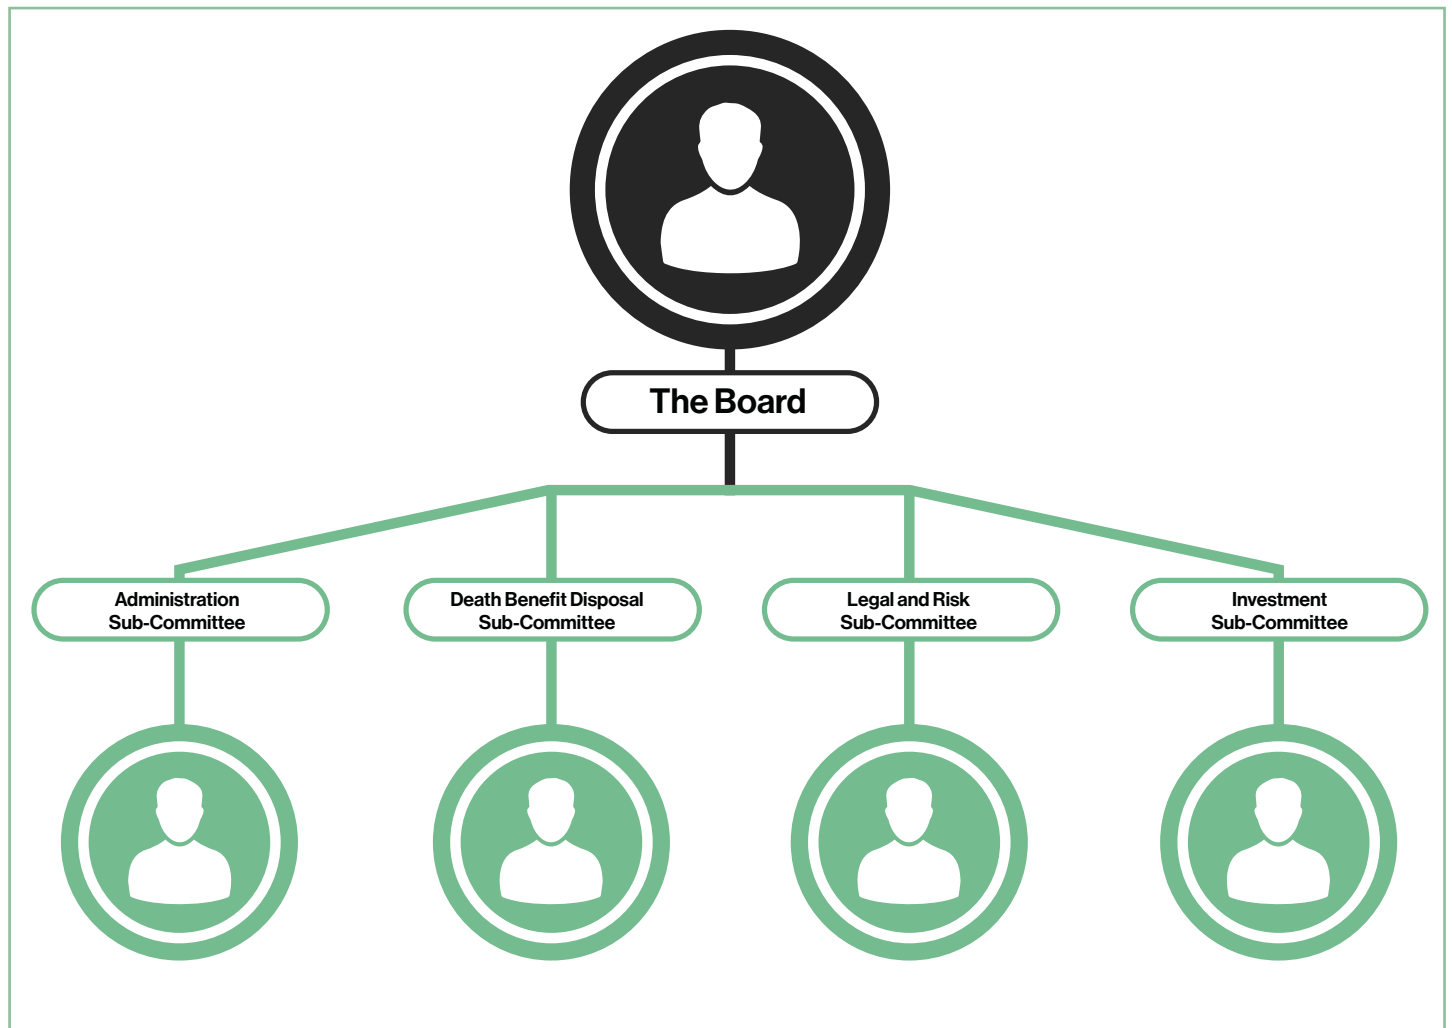 The Board
Administration
Sub-Committee
Death Benefit Disposal
Sub-Committee
Legal and Risk
Sub-Committee
Investment
Sub-Committee